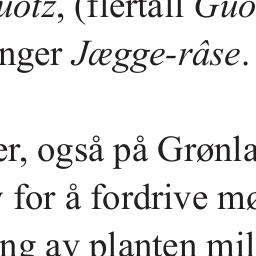 uotz, (flertall Guo
nger Jægge-râse.
er, også på Grønla
for å fordrive mø
ng av planten mil